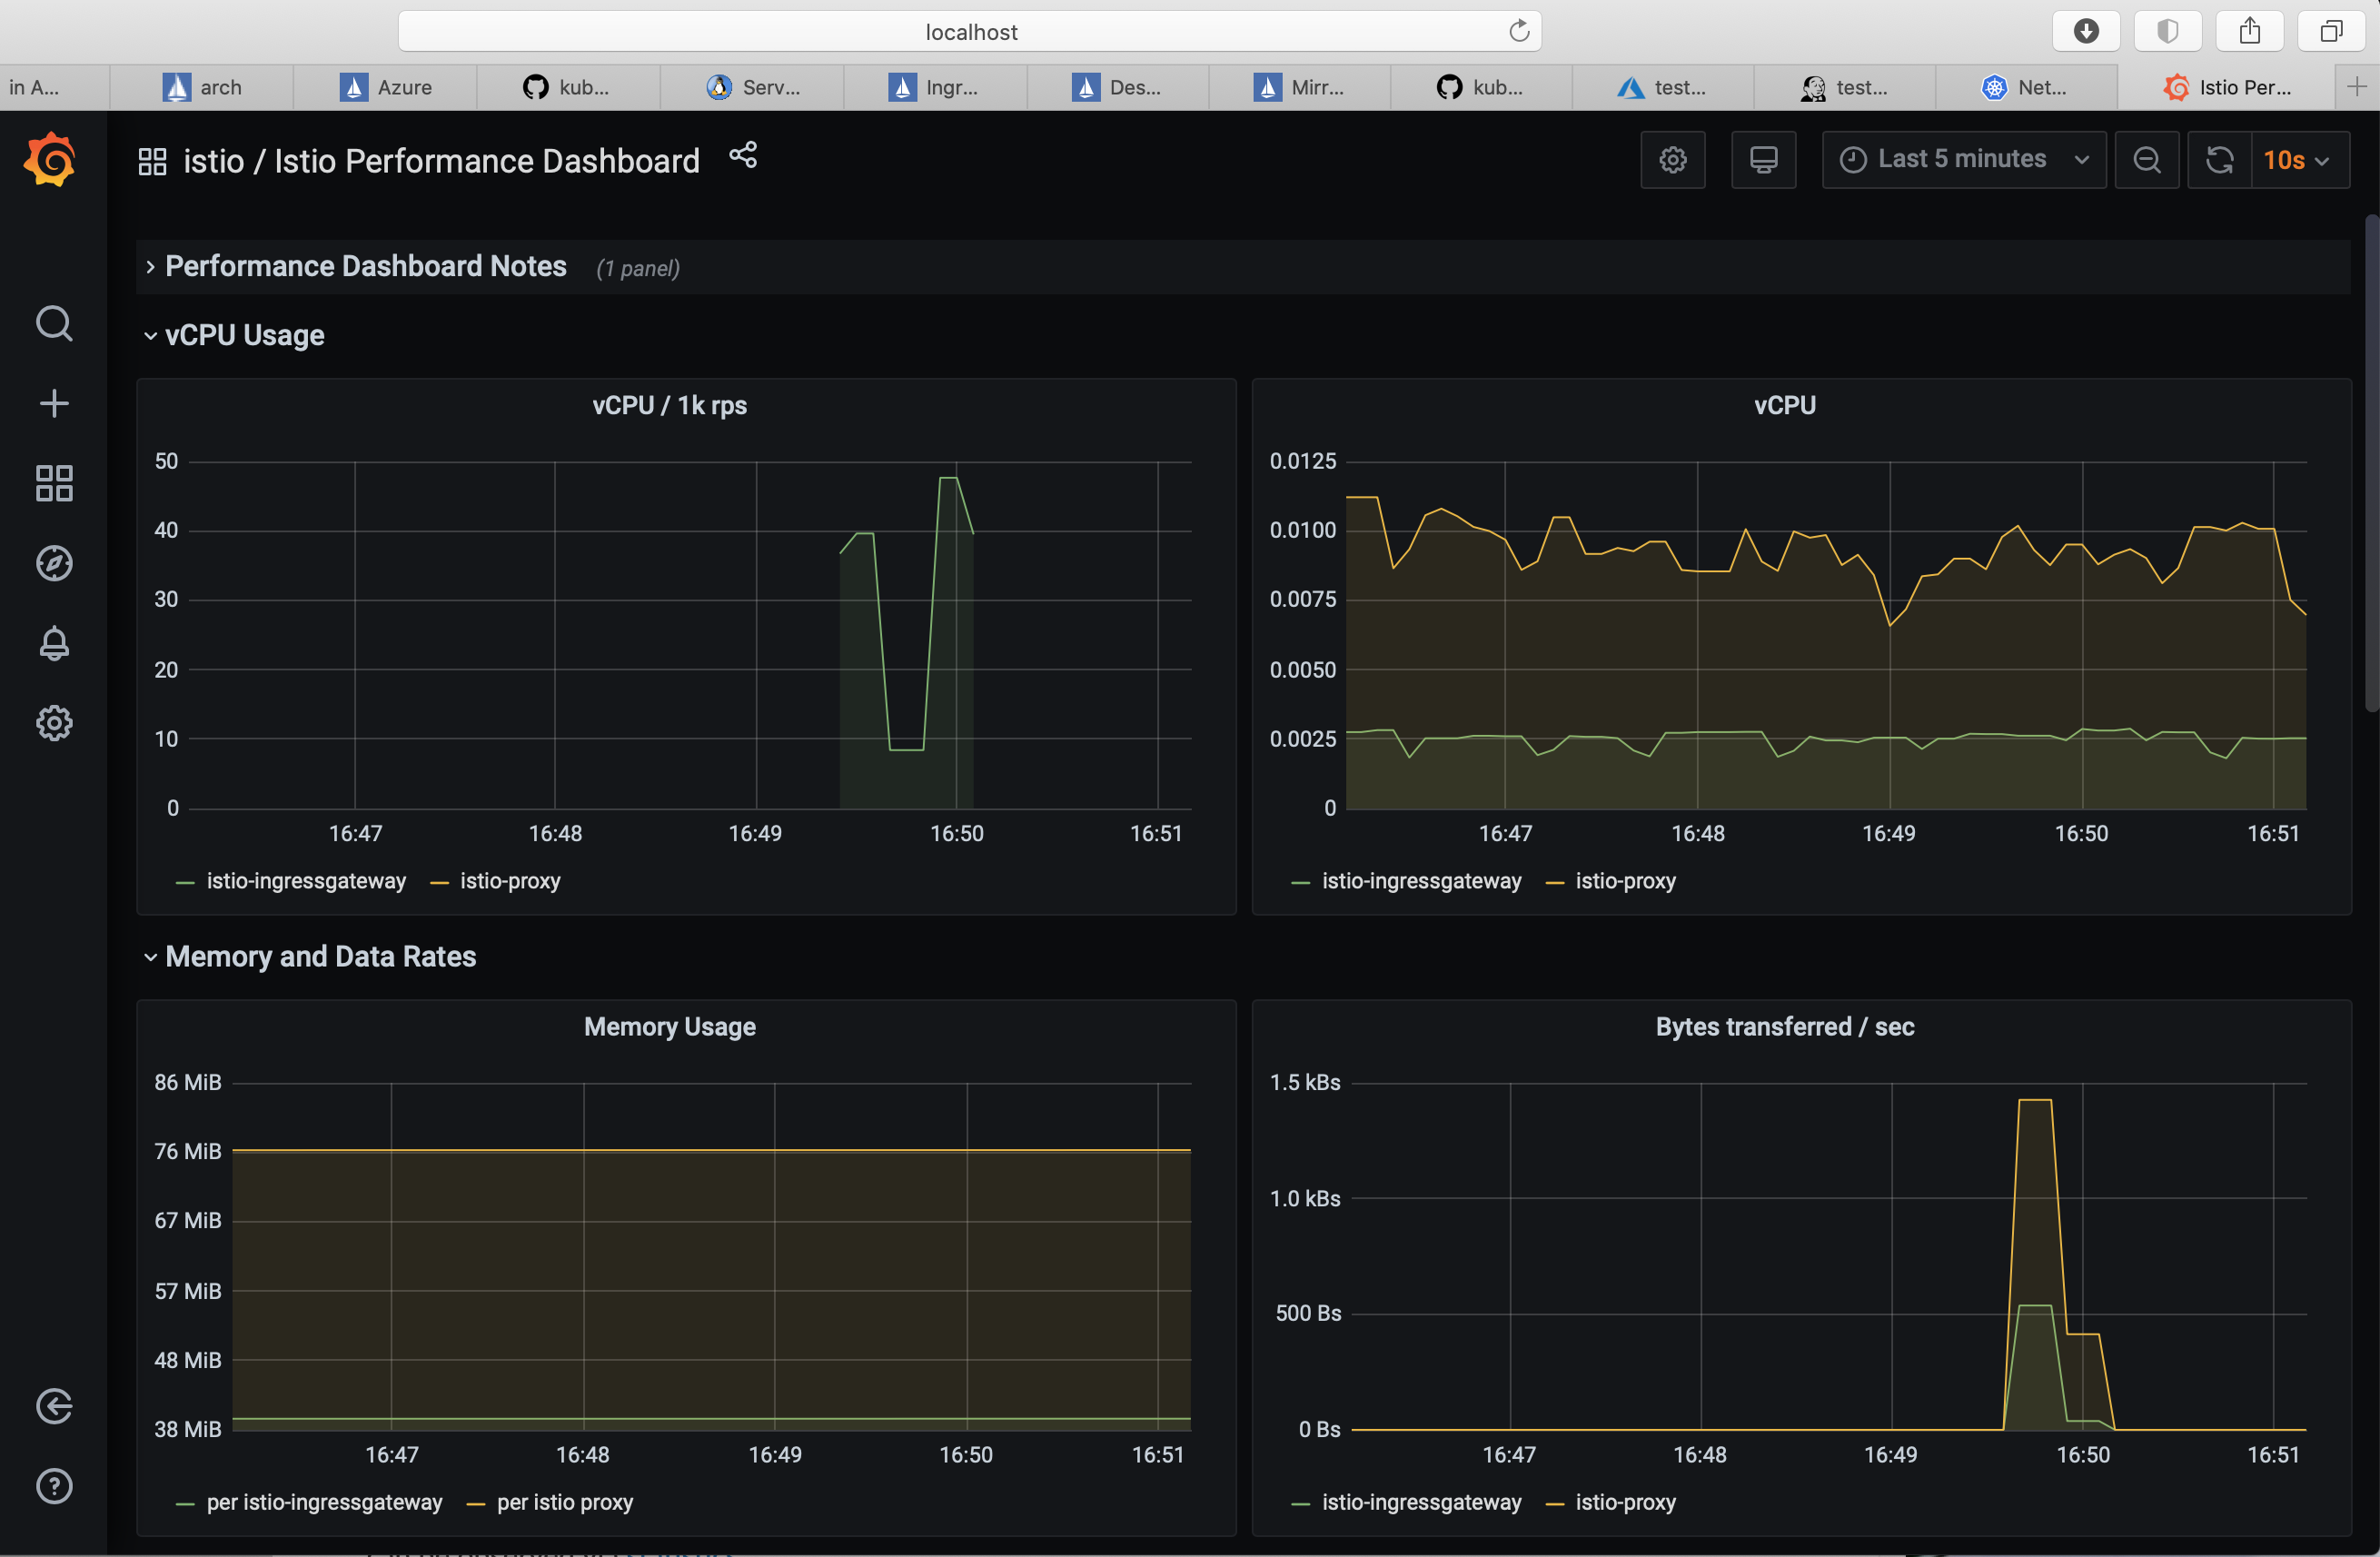 localhost
in A...
arch
Azure
kub...
Serv...
Ingr...
Des...
Mirr...
kub...
test...
test...
Net...
Istio Per...
istio / Istio Performance Dashboard
Last 5 minutes
10s
Performance Dashboard Notes (1 panel)
vCPU Usage
vCPU / 1k rps
50
40
30
20
10
0
16:47 16:48 16:49 16:50 16:51
istio-ingressgateway istio-proxy
vCPU
0.0125
0.0100
0.0075
0.0050
0.0025
0
16:47 16:48 16:49 16:50 16:51
istio-ingressgateway istio-proxy
Memory and Data Rates
Memory Usage
86 MiB
76 MiB
67 MiB
57 MiB
48 MiB
38 MiB
16:47 16:48 16:49 16:50 16:51
per istio-ingressgateway per istio proxy
Bytes transferred / sec
1.5 kBs
1.0 kBs
500 Bs
0 Bs
16:47 16:48 16:49 16:50 16:51
istio-ingressgateway istio-proxy